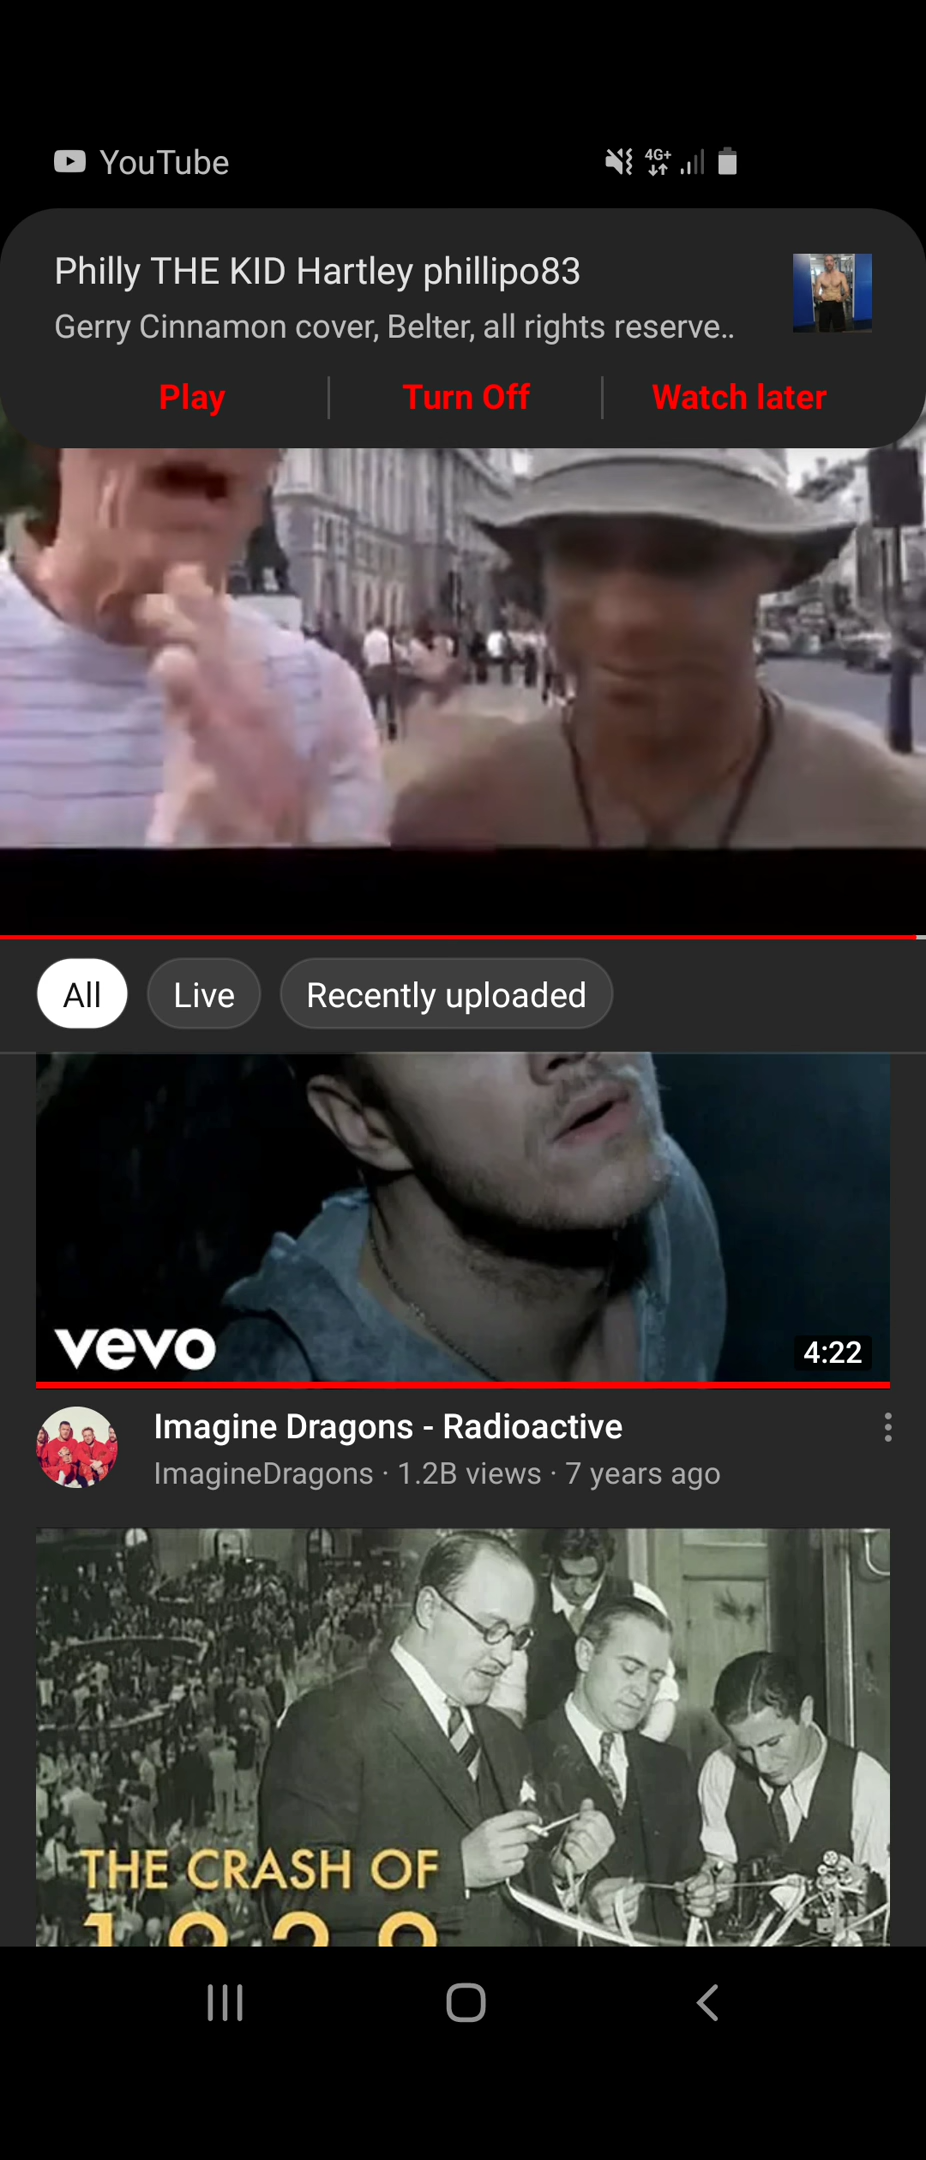 YouTube
4G+
Philly THE KID Hartley phillipo83
Gerry Cinnamon cover, Belter, all rights reserve..
Play
Turn Off
Watch later
All
Live
Recently uploaded
vevo
4:22
Imagine Dragons - Radioactive
ImagineDragons · 1.2B views · 7 years ago
THE CRASH OF
1929